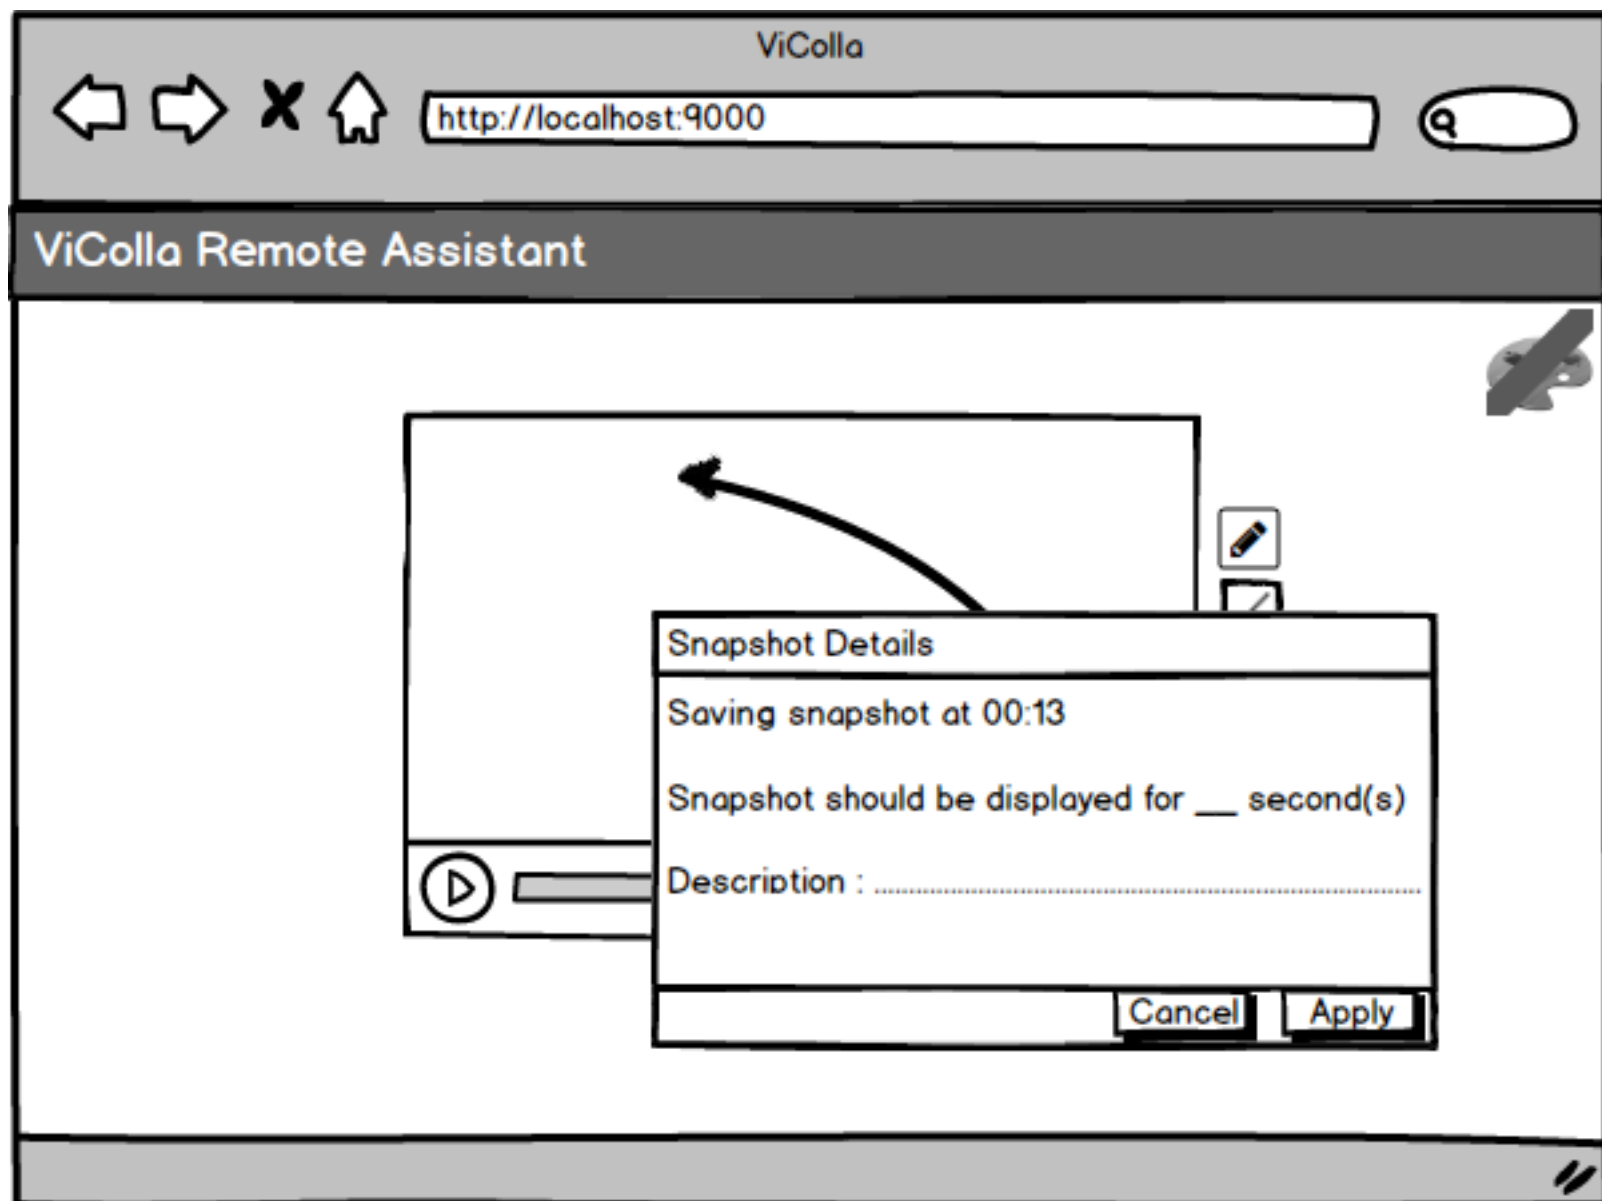 ViColla
http://localhost:9000
ViColla Remote Assistant
Snapshot Details
Saving snapshot at 00:13
Snapshot should be displayed for __ second(s)
Description : ..............................................................................
Cancel
Apply